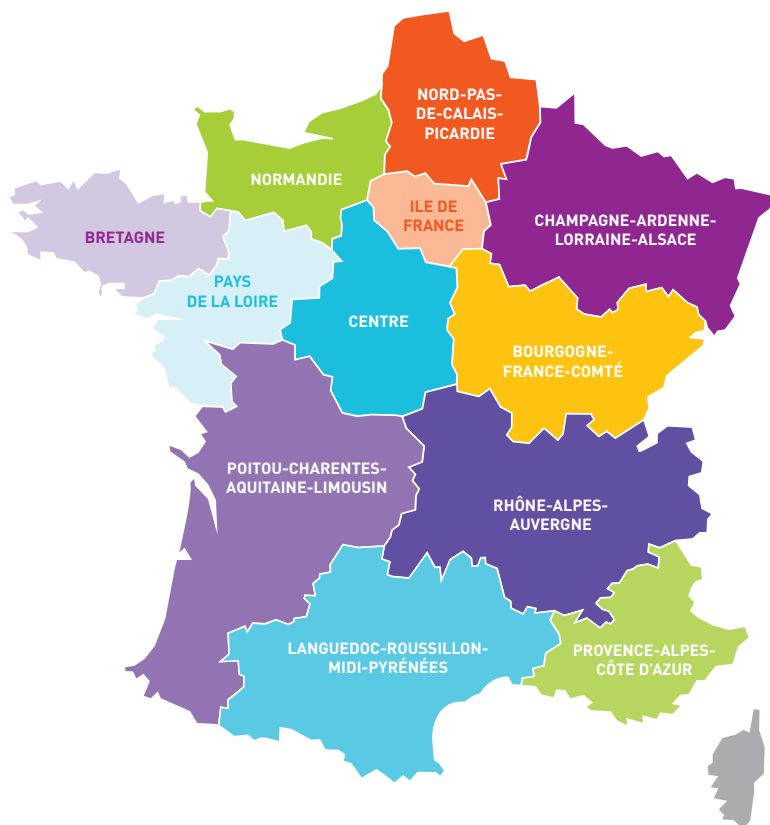 NORD-PAS-
DE-CALAIS-
PICARDIE
NORMANDIE
ILE DE
FRANCE
CHAMPAGNE-ARDENNE-
LORRAINE-ALSACE
BRETAGNE
PAYS
DE LA LOIRE
CENTRE
BOURGOGNE-
FRANCE-COMTÉ
POITOU-CHARENTES-
AQUITAINE-LIMOUSIN
RHÔNE-ALPES-
AUVERGNE
LANGUEDOC-ROUSSILLON-
MIDI-PYRÉNÉES
PROVENCE-ALPES-
CÔTE D'AZUR